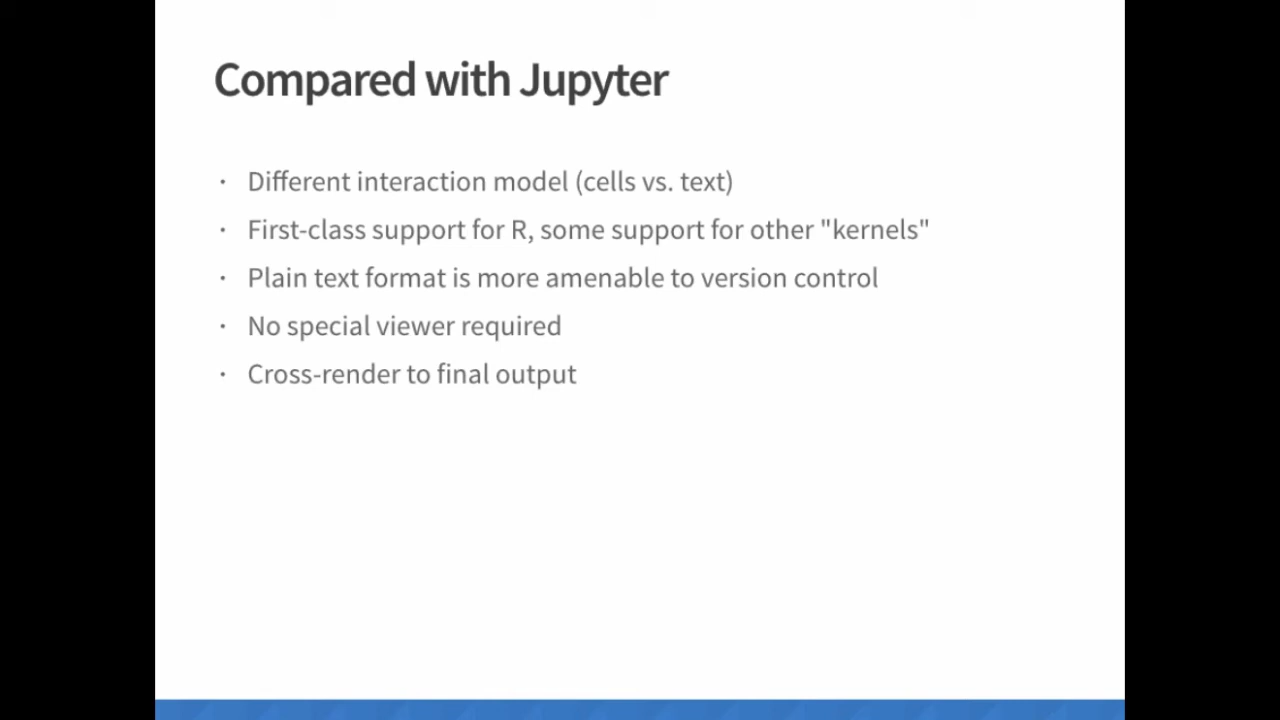 Compared with Jupyter
· Different interaction model (cells vs. text)
· First-class support for R, some support for other "kernels"
· Plain text format is more amenable to version control
· No special viewer required
· Cross-render to final output